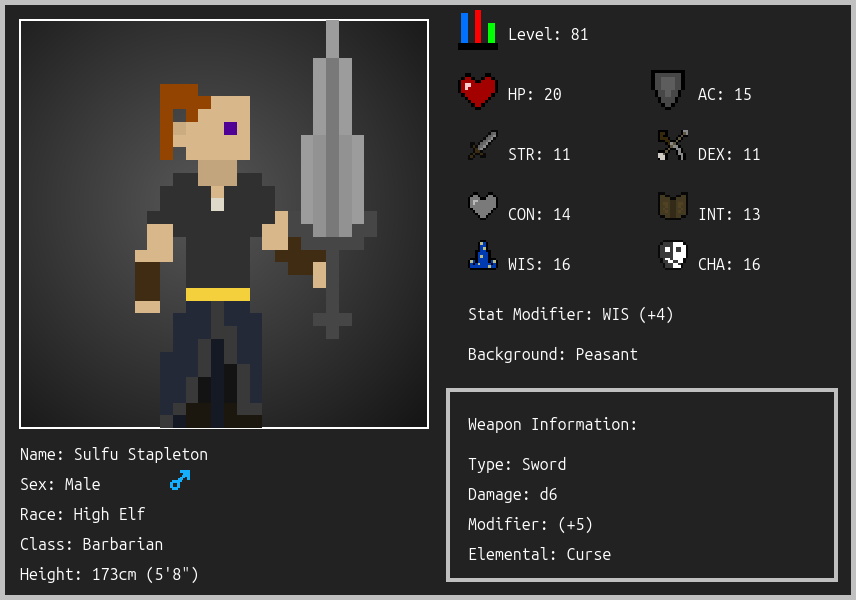 Level: 81
HP: 20
AC: 15
STR: 11
DEX: 11
CON: 14
INT: 13
WIS: 16
CHA: 16
Stat Modifier: WIS (+4)
Background: Peasant
Weapon Information:
Type: Sword
Damage: d6
Modifier: (+5)
Elemental: Curse
Name: Sulfu Stapleton
Sex: Male
Race: High Elf
Class: Barbarian
Height: 173cm (5'8")